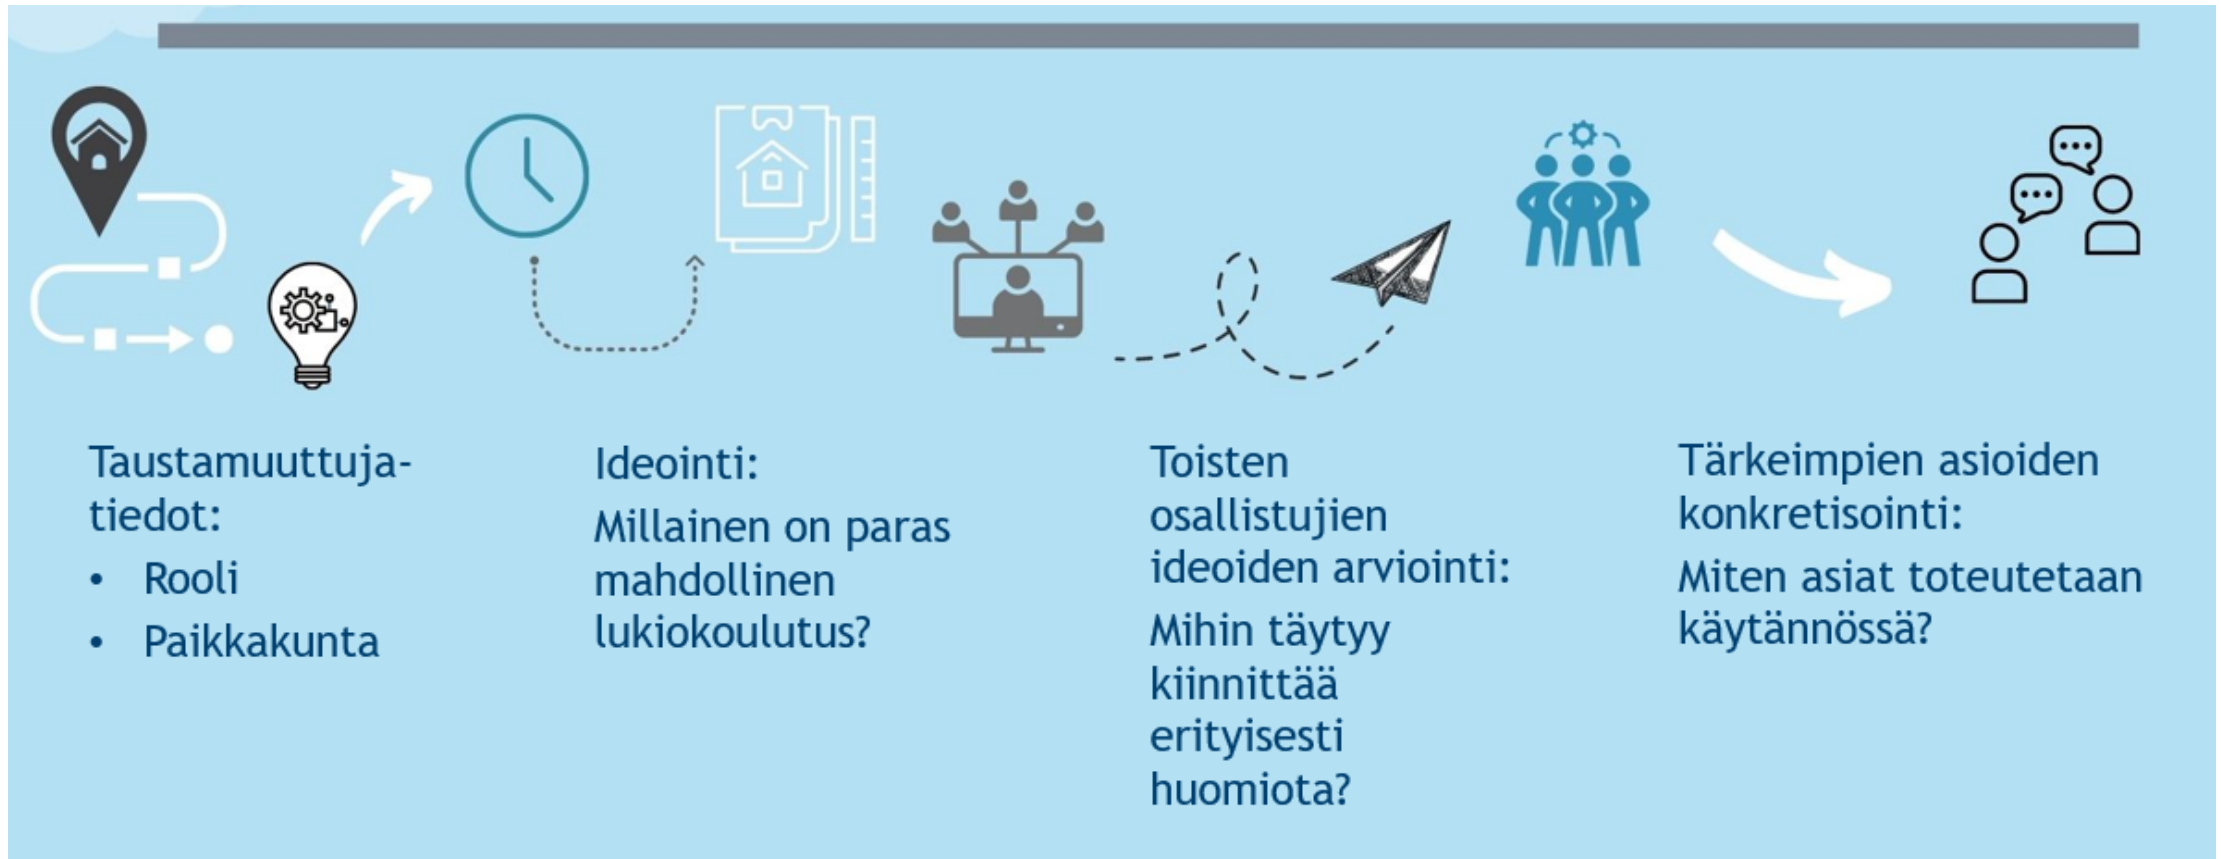 Taustamuuttuja-
tiedot:
• Rooli
• Paikkakunta
Ideointi:
Millainen on paras
mahdollinen
lukiokoulutus?
Toisten
osallistujien
ideoiden arviointi:
Mihin täytyy
kiinnittää
erityisesti
huomiota?
Tärkeimpien asioiden
konkretisointi:
Miten asiat toteutetaan
käytännössä?